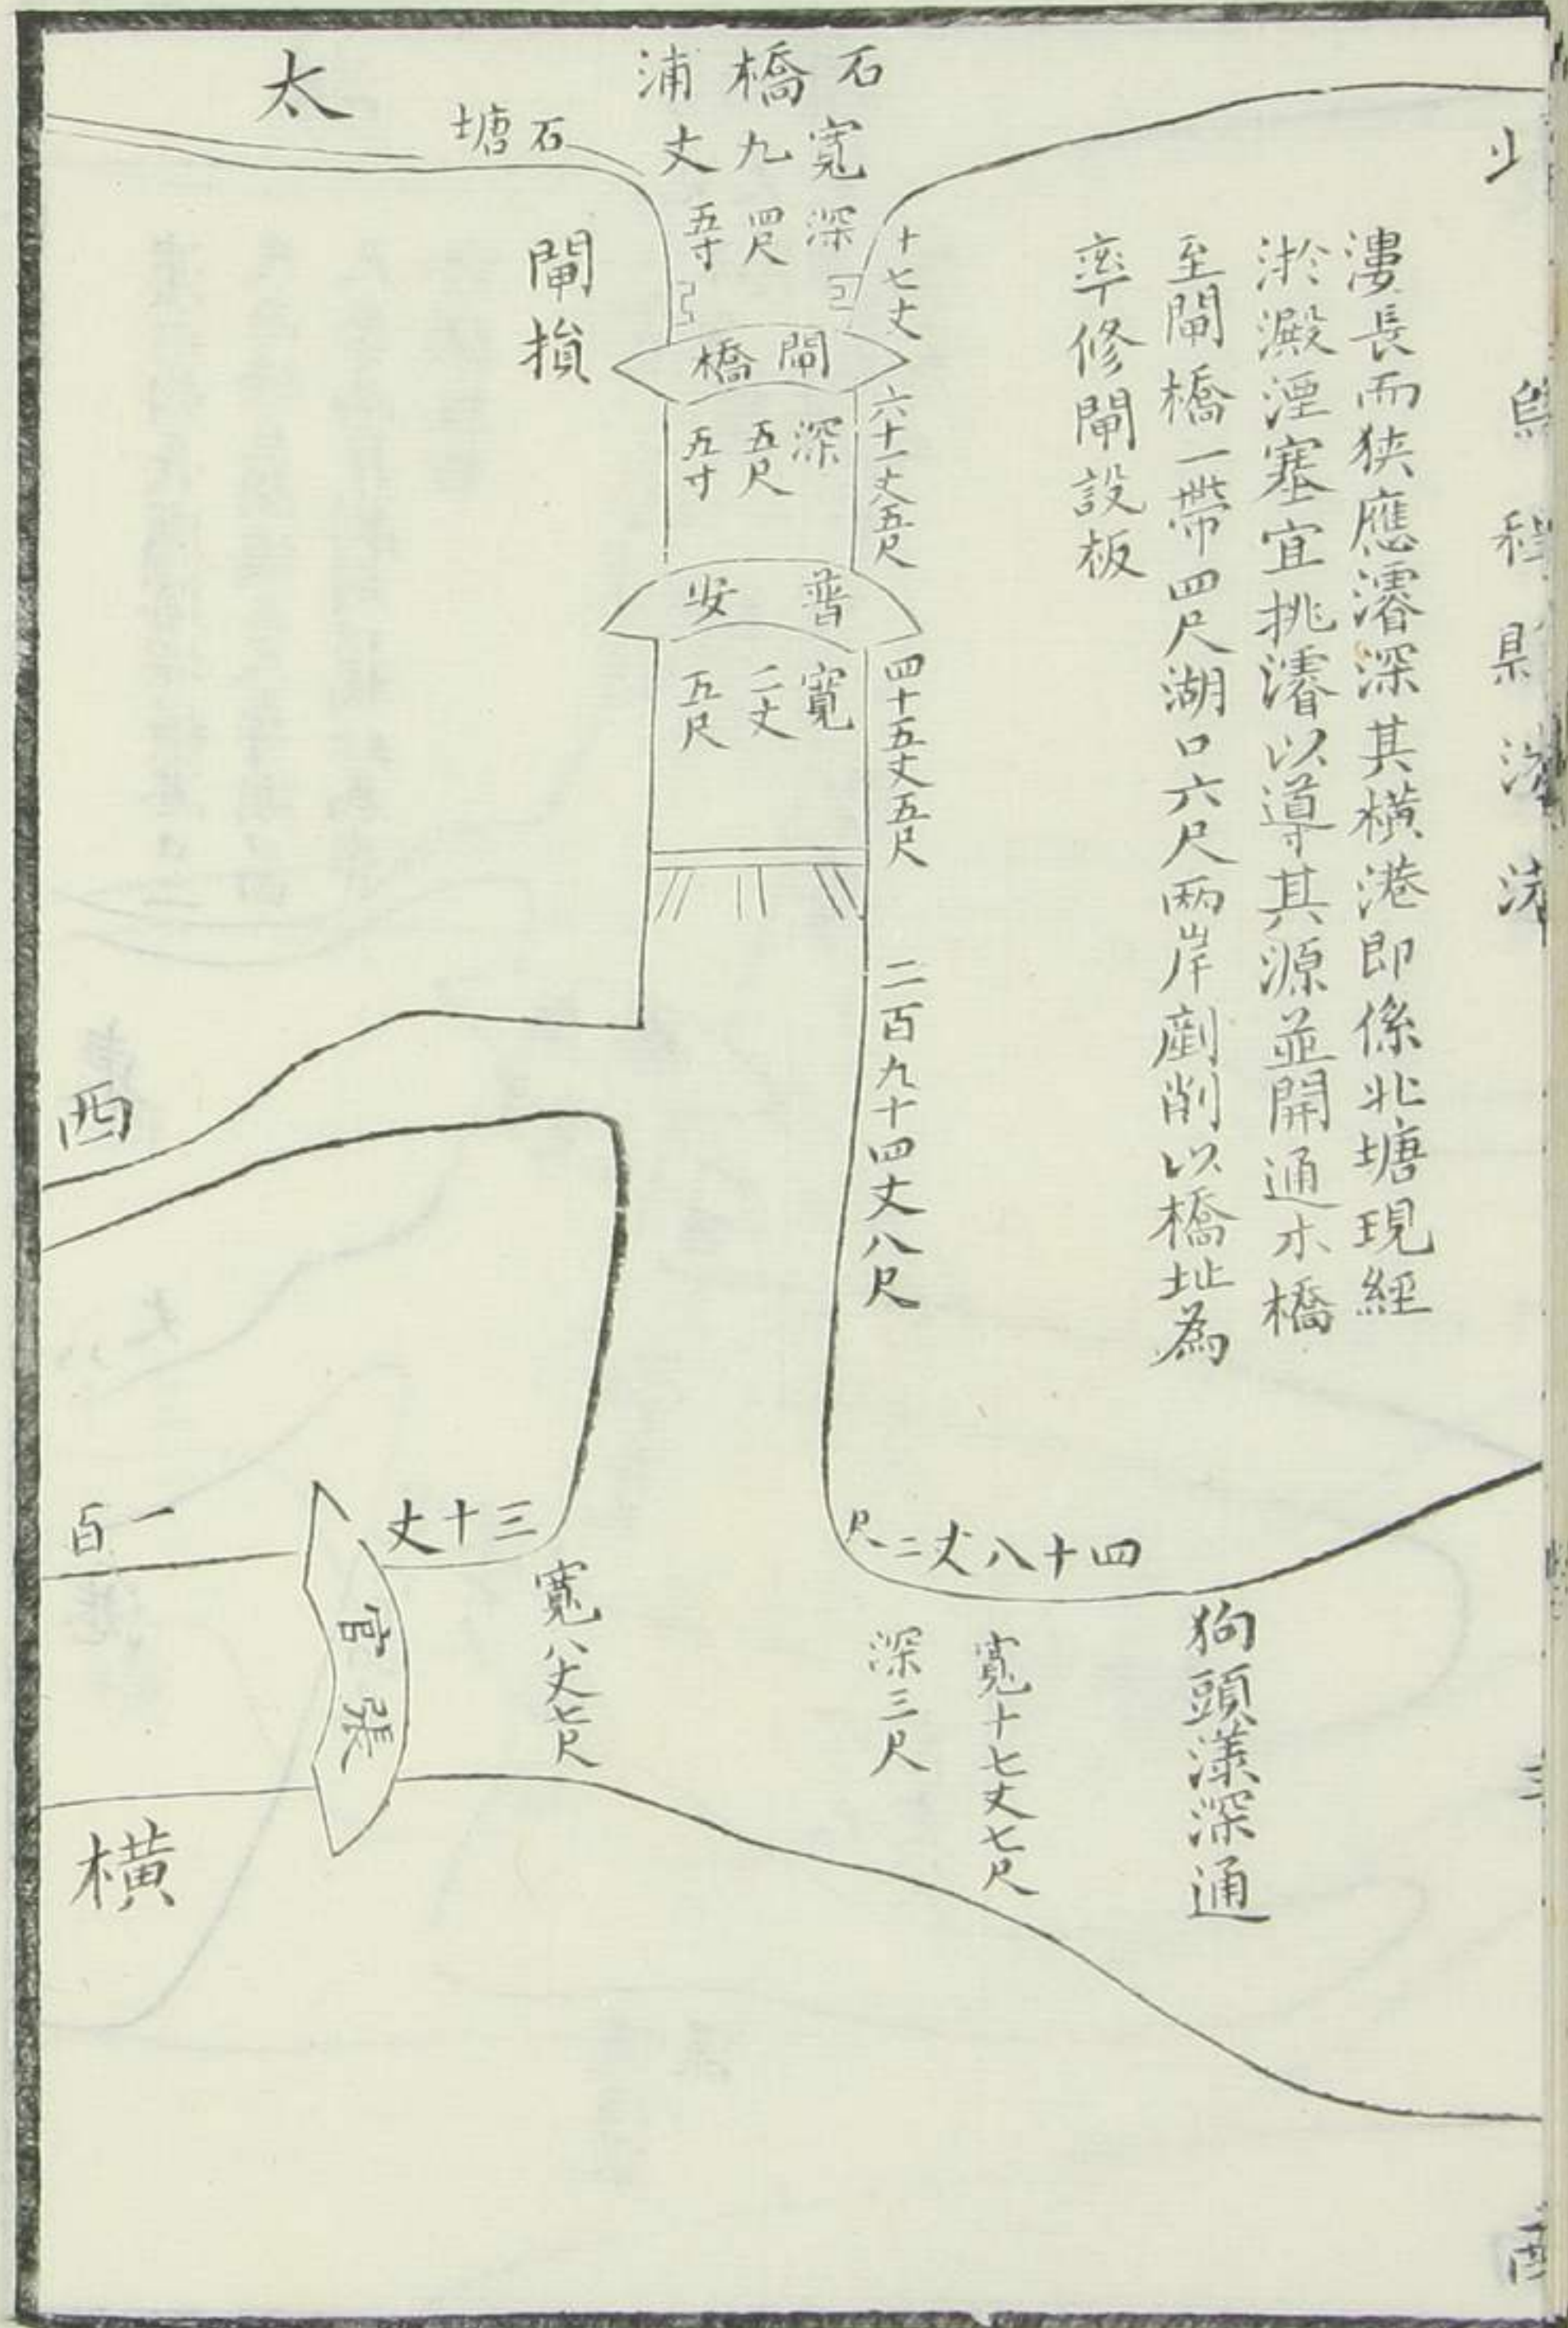 北
烏程縣漊港
漊長而狹應濬深其橫港即係北塘現經
淤澱湮塞宜挑濬以導其源並開通木橋
至閘橋一帶四尺湖口六尺兩岸剷削以橋址為
率修閘設板
石橋浦
寬九丈
深四尺五寸
十七丈
石塘
太
閘損
閘橋
六十一丈五尺
深五尺五寸
普安
四十五丈五尺
寬二丈五尺
二百九十四丈八尺
西
四十八丈二尺
狗頭漾深通
寬十七丈七尺
深三尺
三十丈
寬八丈七尺
張官
一百
橫